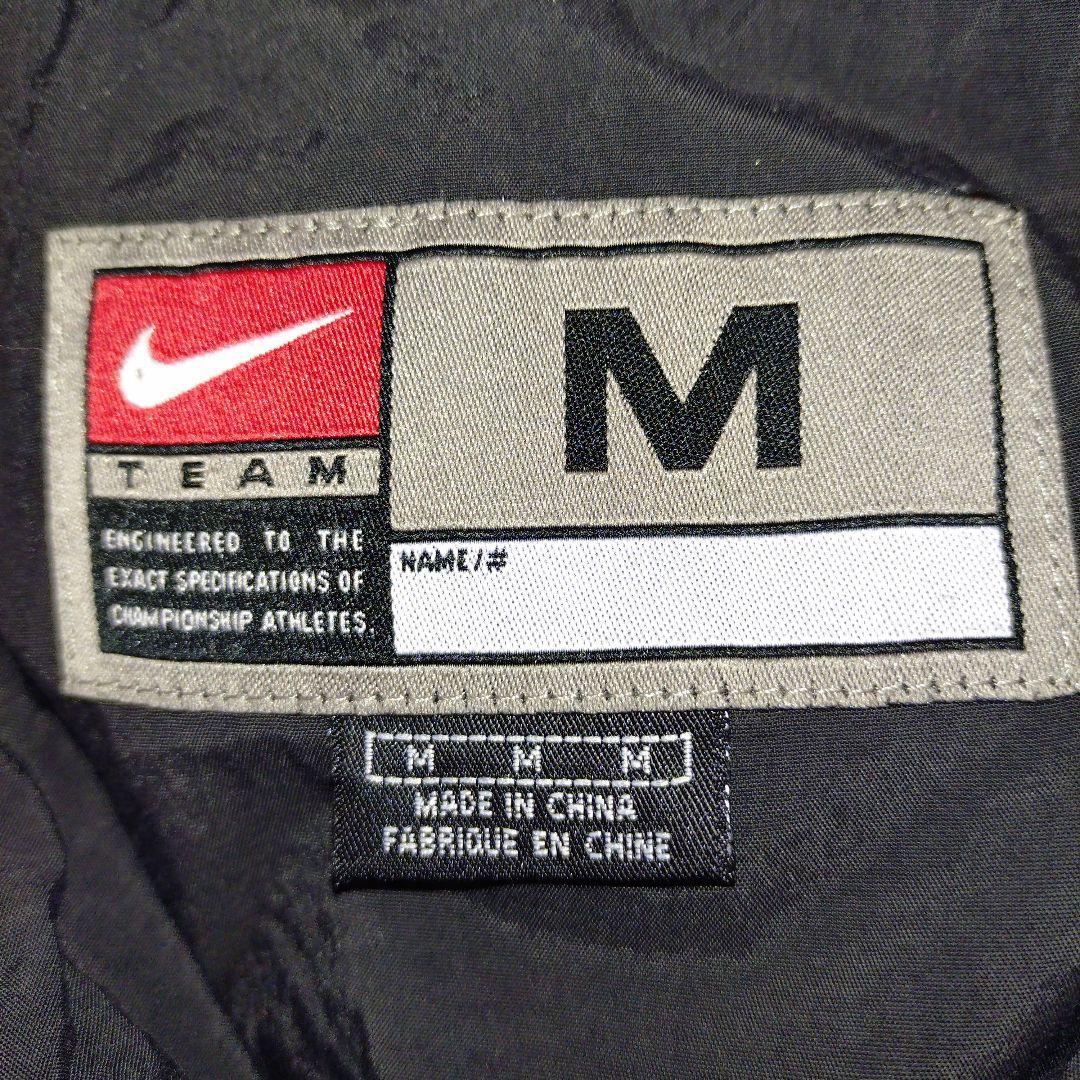 M
TEAM
ENGINEERED TO THE
EXACT SPECIFICATIONS OF
CHAMPIONSHIP ATHLETES.
NAME/#
M M M
MADE IN CHINA
FABRIQUE EN CHINE